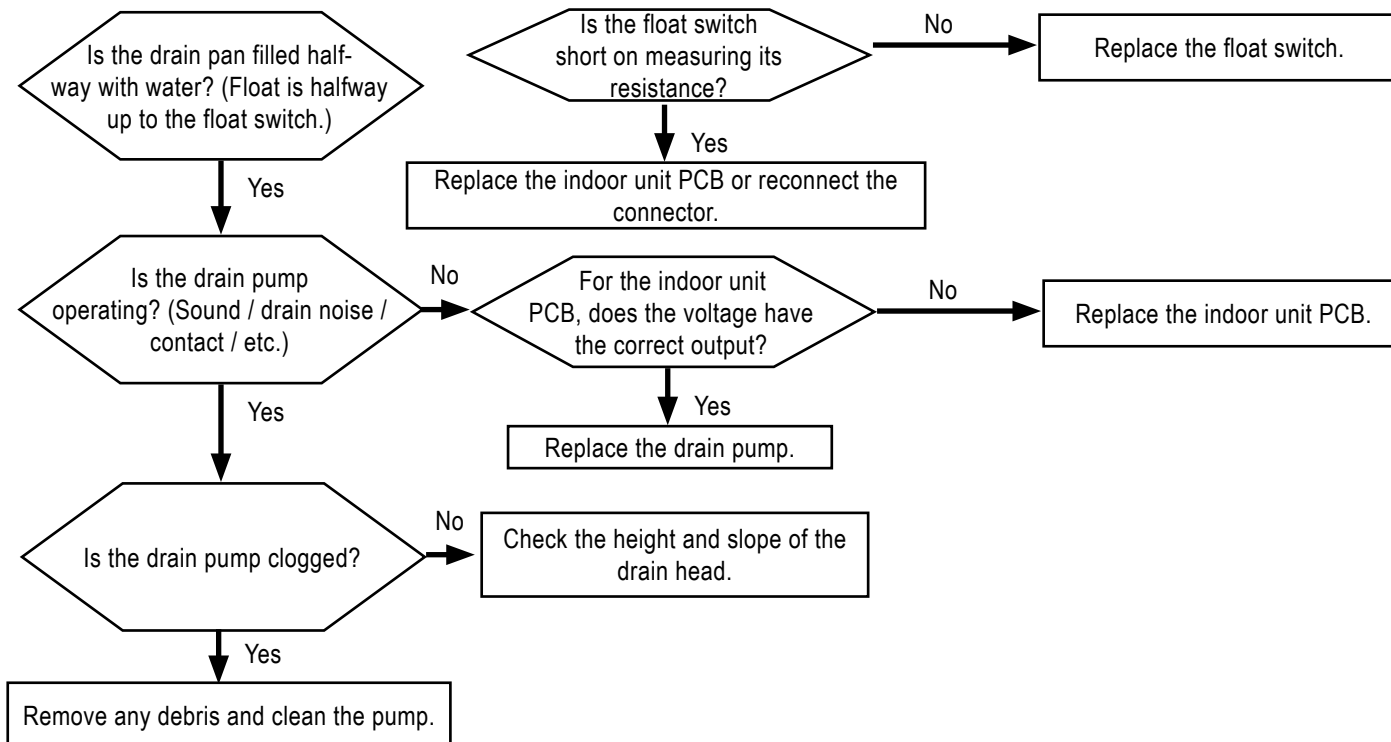 Is the drain pan filled half-
way with water? (Float is halfway
up to the float switch.)
Yes
Is the float switch
short on measuring its
resistance?
No
Replace the float switch.
Yes
Replace the indoor unit PCB or reconnect the
connector.
Is the drain pump
operating? (Sound / drain noise /
contact / etc.)
No
For the indoor unit
PCB, does the voltage have
the correct output?
No
Replace the indoor unit PCB.
Yes
Replace the drain pump.
Yes
Is the drain pump clogged?
No
Check the height and slope of the
drain head.
Yes
Remove any debris and clean the pump.